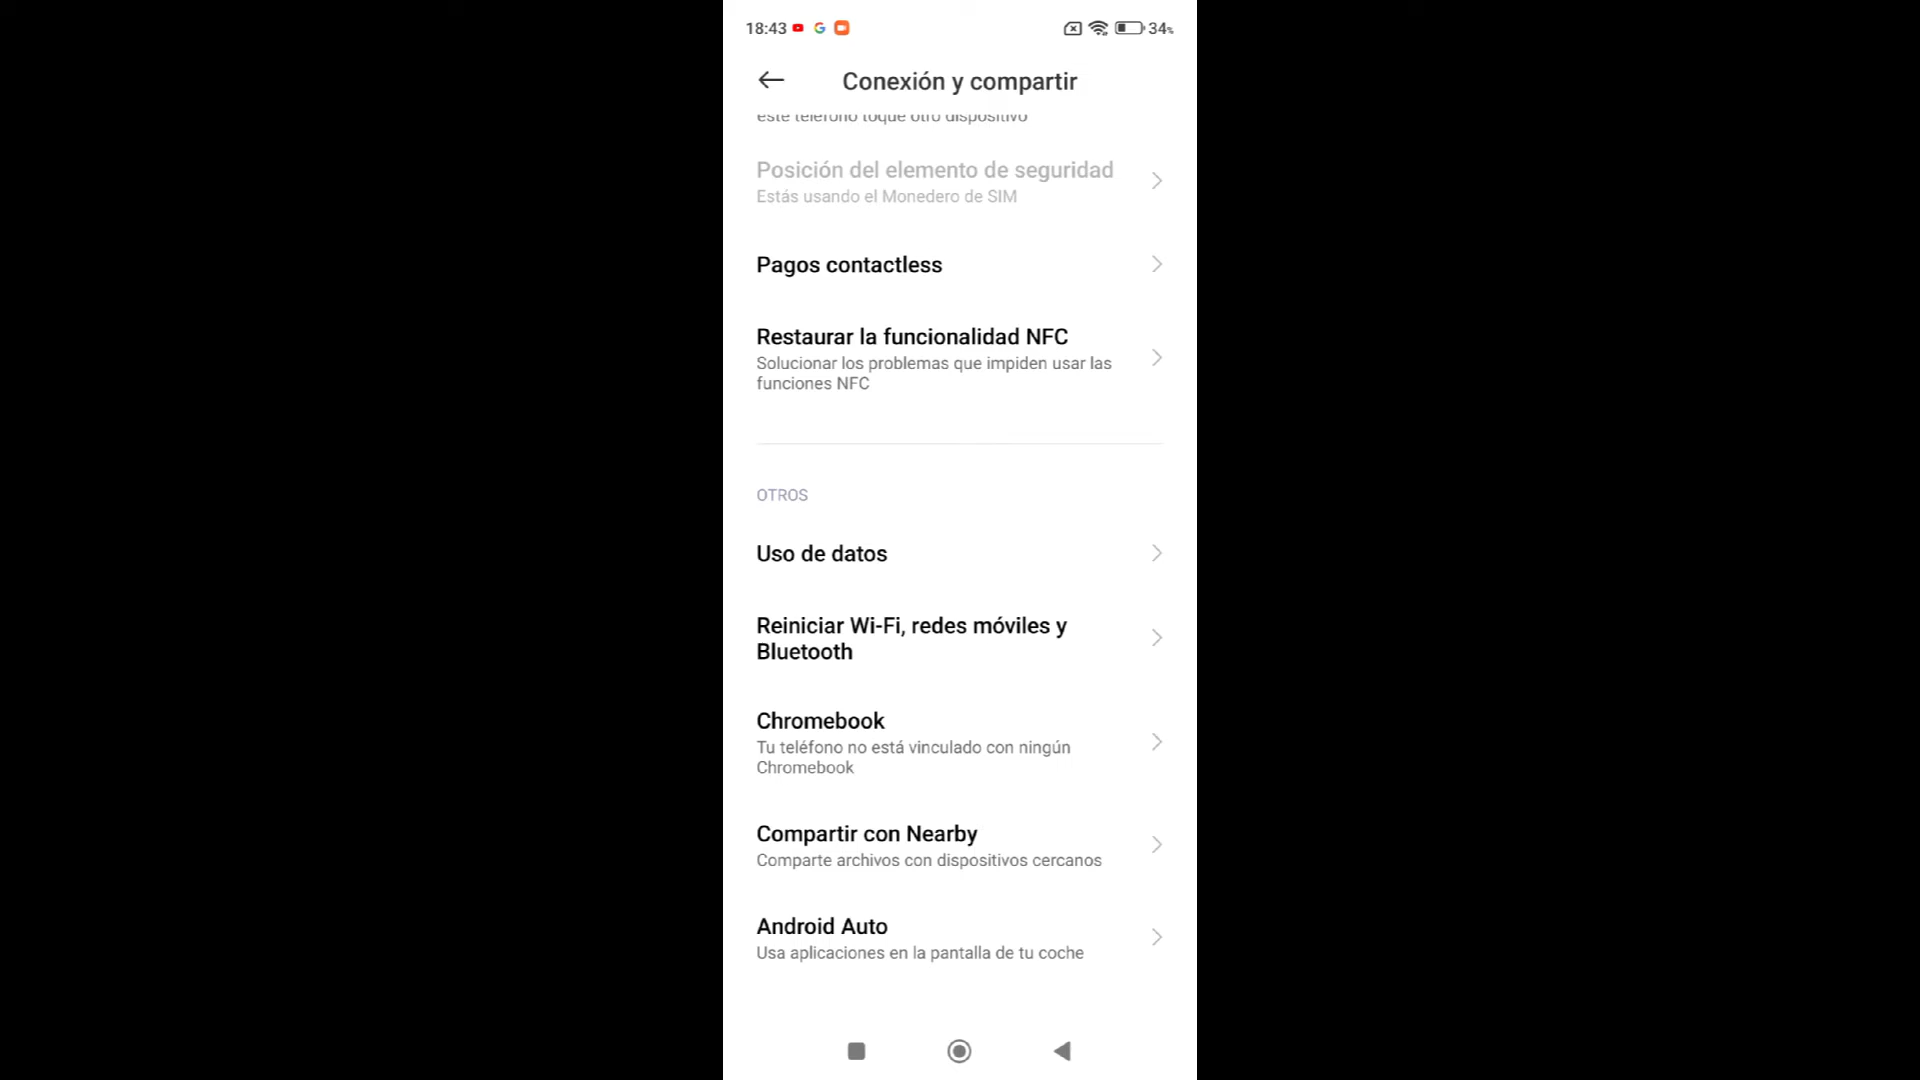 18:43
34%
Conexión y compartir
este teléfono toque otro dispositivo
Posición del elemento de seguridad
Estás usando el Monedero de SIM
Pagos contactless
Restaurar la funcionalidad NFC
Solucionar los problemas que impiden usar las
funciones NFC
OTROS
Uso de datos
Reiniciar Wi-Fi, redes móviles y
Bluetooth
Chromebook
Tu teléfono no está vinculado con ningún
Chromebook
Compartir con Nearby
Comparte archivos con dispositivos cercanos
Android Auto
Usa aplicaciones en la pantalla de tu coche